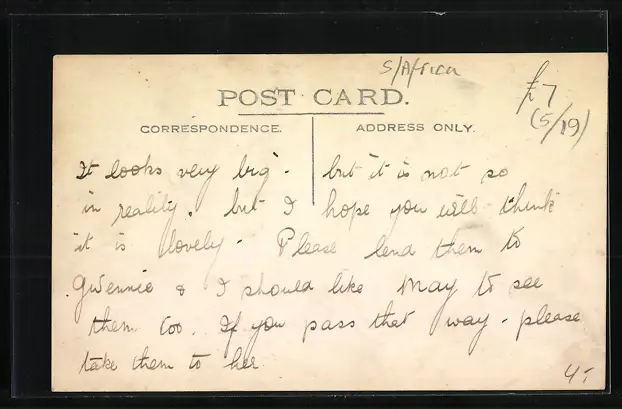 S/Africa
£7
(5/19)
POST CARD.
CORRESPONDENCE.
ADDRESS ONLY.
It looks very big - but it is not so
in reality. but I hope you will think
it is lovely - Please lend them to
Gwennie & I should like May to see
them too. If you pass that way - please
take them to her
4,-